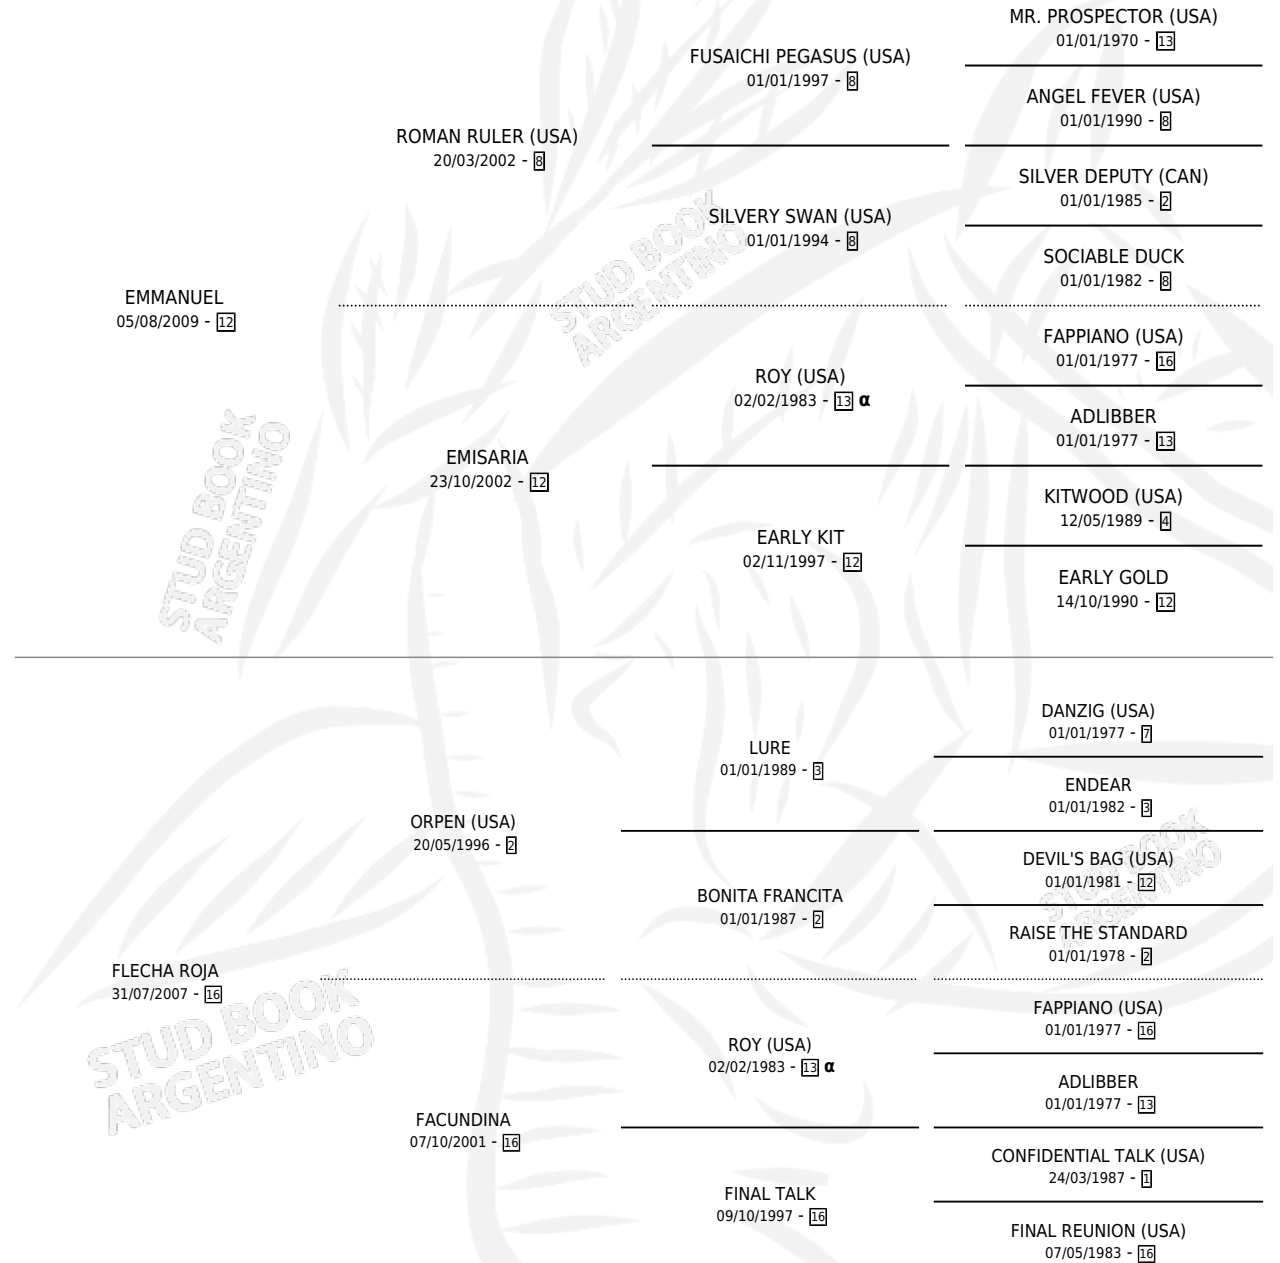 MR. PROSPECTOR (USA)
01/01/1970 - 13
FUSAICHI PEGASUS (USA)
01/01/1997 - 8
ANGEL FEVER (USA)
01/01/1990 - 8
ROMAN RULER (USA)
20/03/2002 - 8
SILVER DEPUTY (CAN)
01/01/1985 - 2
SILVERY SWAN (USA)
01/01/1994 - 8
SOCIABLE DUCK
01/01/1982 - 8
EMMANUEL
05/08/2009 - 12
FAPPIANO (USA)
01/01/1977 - 16
ROY (USA)
02/02/1983 - 13 α
ADLIBBER
01/01/1977 - 13
EMISARIA
23/10/2002 - 12
KITWOOD (USA)
12/05/1989 - 4
EARLY KIT
02/11/1997 - 12
EARLY GOLD
14/10/1990 - 12
DANZIG (USA)
01/01/1977 - 7
LURE
01/01/1989 - 3
ENDEAR
01/01/1982 - 3
ORPEN (USA)
20/05/1996 - 2
DEVIL'S BAG (USA)
01/01/1981 - 12
BONITA FRANCITA
01/01/1987 - 2
RAISE THE STANDARD
01/01/1978 - 2
FLECHA ROJA
31/07/2007 - 16
FAPPIANO (USA)
01/01/1977 - 16
ROY (USA)
02/02/1983 - 13 α
ADLIBBER
01/01/1977 - 13
FACUNDINA
07/10/2001 - 16
CONFIDENTIAL TALK (USA)
24/03/1987 - 1
FINAL TALK
09/10/1997 - 16
FINAL REUNION (USA)
07/05/1983 - 16
STUD BOOK
ARGENTINO
STUD BOOK
ARGENTINO
STUD BOOK
ARGENTINO
STUD BOOK
ARGENTINO